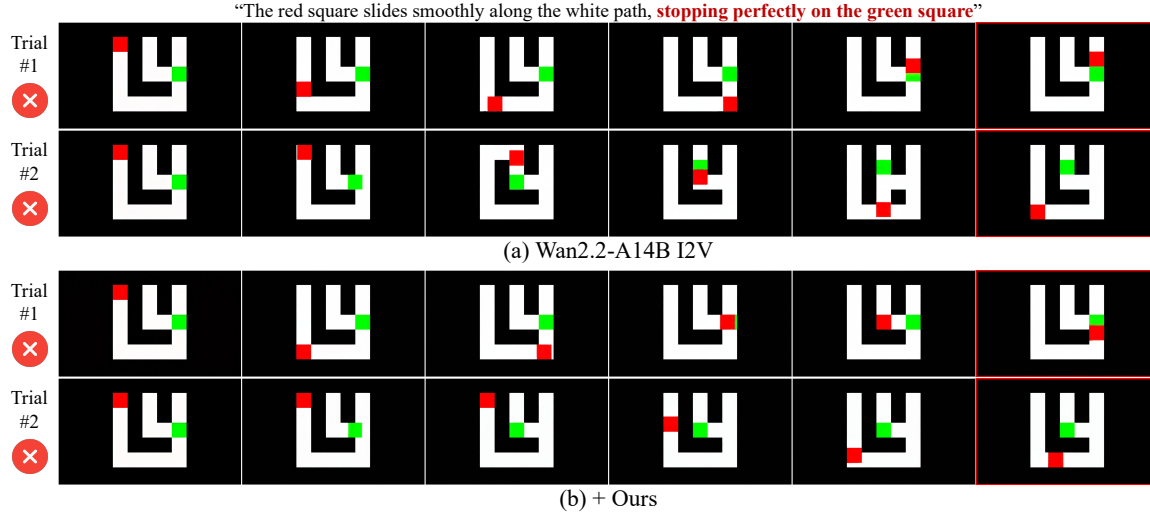 “The red square slides smoothly along the white path, stopping perfectly on the green square”
Trial
#1
Trial
#2
(a) Wan2.2-A14B I2V
Trial
#1
Trial
#2
(b) + Ours